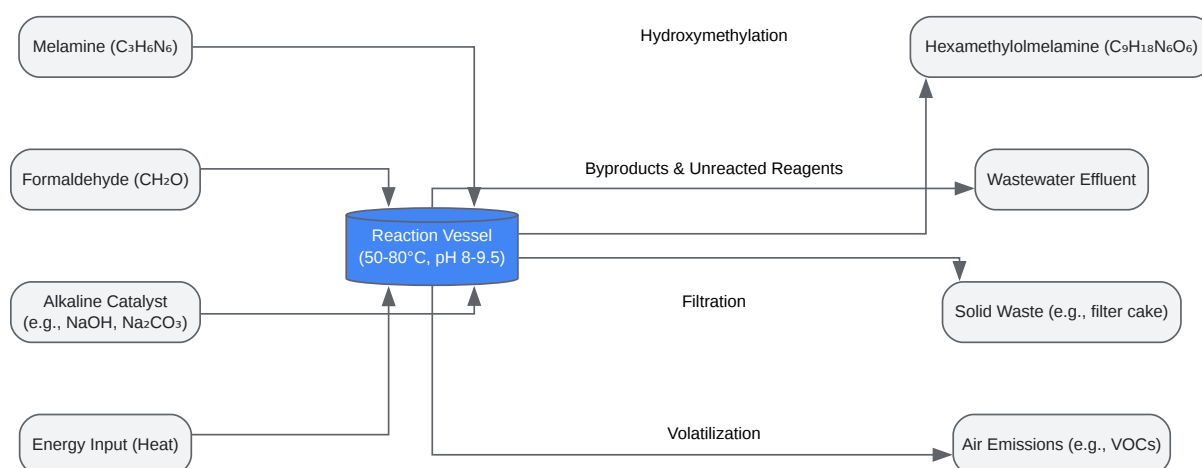 Melamine (C₃H₆N₆)
Hydroxymethylation
Hexamethylolmelamine (C₉H₁₈N₆O₆)
Formaldehyde (CH₂O)
Byproducts & Unreacted Reagents
Wastewater Effluent
Reaction Vessel
(50-80°C, pH 8-9.5)
Alkaline Catalyst
(e.g., NaOH, Na₂CO₃)
Filtration
Solid Waste (e.g., filter cake)
Energy Input (Heat)
Volatilization
Air Emissions (e.g., VOCs)